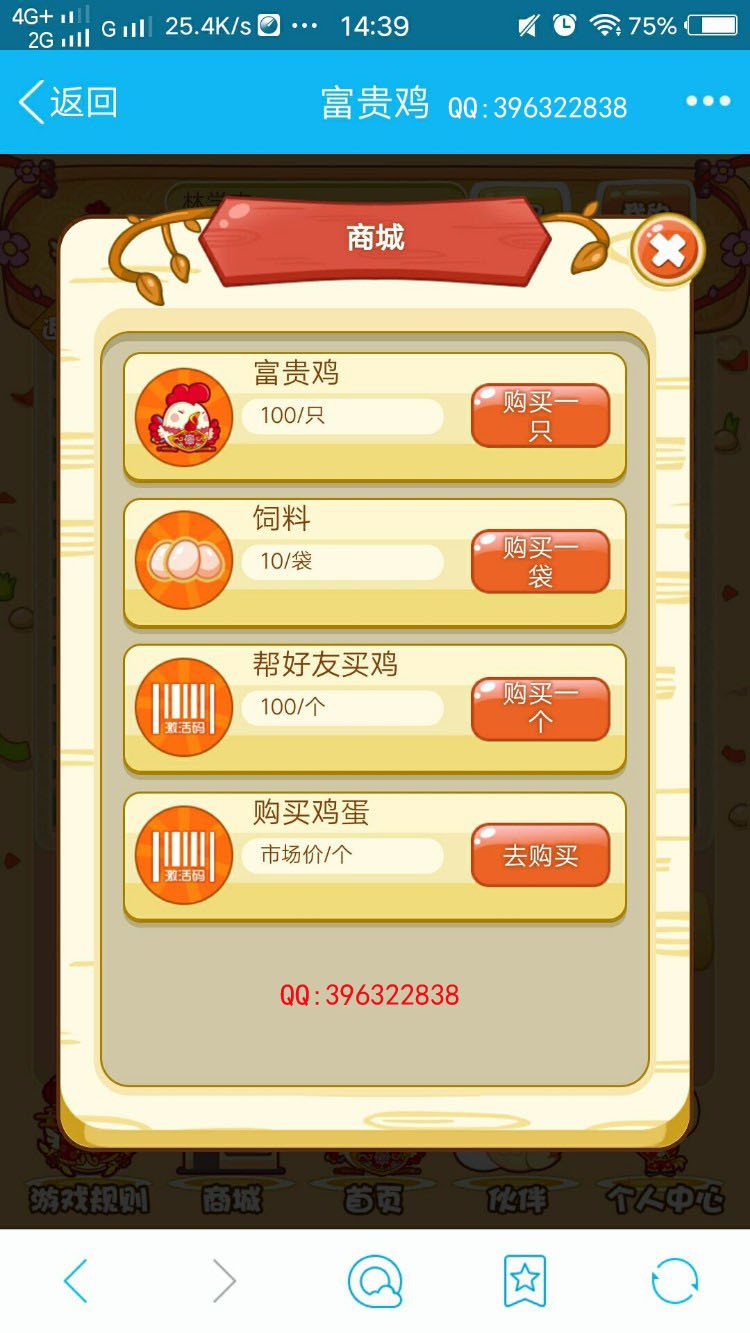 4G+ 2G G 25.4K/s ··· 14:39 75%
返回 富贵鸡 QQ:396322838
商城
富贵鸡
100/只
购买一
只
饲料
10/袋
购买一
袋
帮好友买鸡
100/个
激活码
购买一
个
购买鸡蛋
市场价/个
激活码
去购买
QQ:396322838
游戏规则 商城 首页 伙伴 个人中心